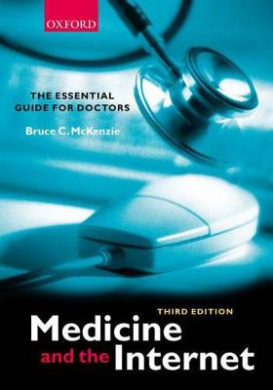 OXFORD
THE ESSENTIAL
GUIDE FOR DOCTORS
Bruce C. McKenzie
THIRD EDITION
Medicine
and the Internet